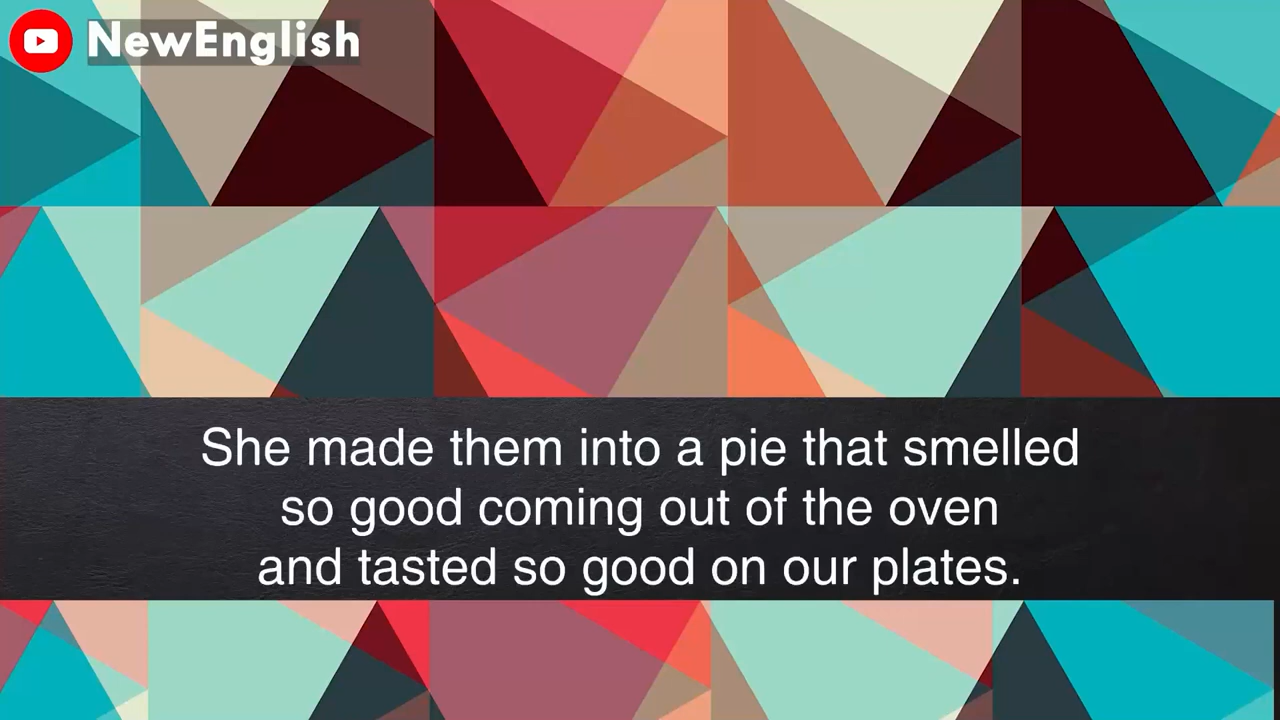 NewEnglish
She made them into a pie that smelled
so good coming out of the oven
and tasted so good on our plates.